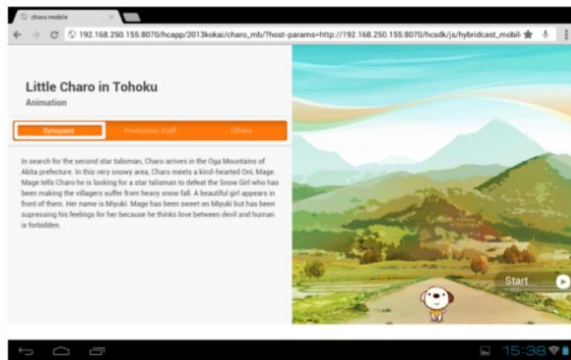 charo mobile
192.168.250.155:8070/hcapp/2013kokai/charo_mb/?host-params=http://192.168.250.155:8070/hcsdk/js/hybridcast_mobil
Little Charo in Tohoku
Animation
Synopsis Production Staff Others
In search for the second star talisman, Charo arrives in the Oga Mountains of
Akita prefecture. In this very snowy area, Charo meets a kind-hearted Oni, Mage.
Mage tells Charo he is looking for a star talisman to defeat the Snow Girl who has
been making the villagers suffer from heavy snow fall. A beautiful girl appears in
front of them. Her name is Miyuki. Mage has been sweet on Miyuki but has been
supressing his feelings for her because he thinks love between devil and human
is forbidden.
Start
15:38